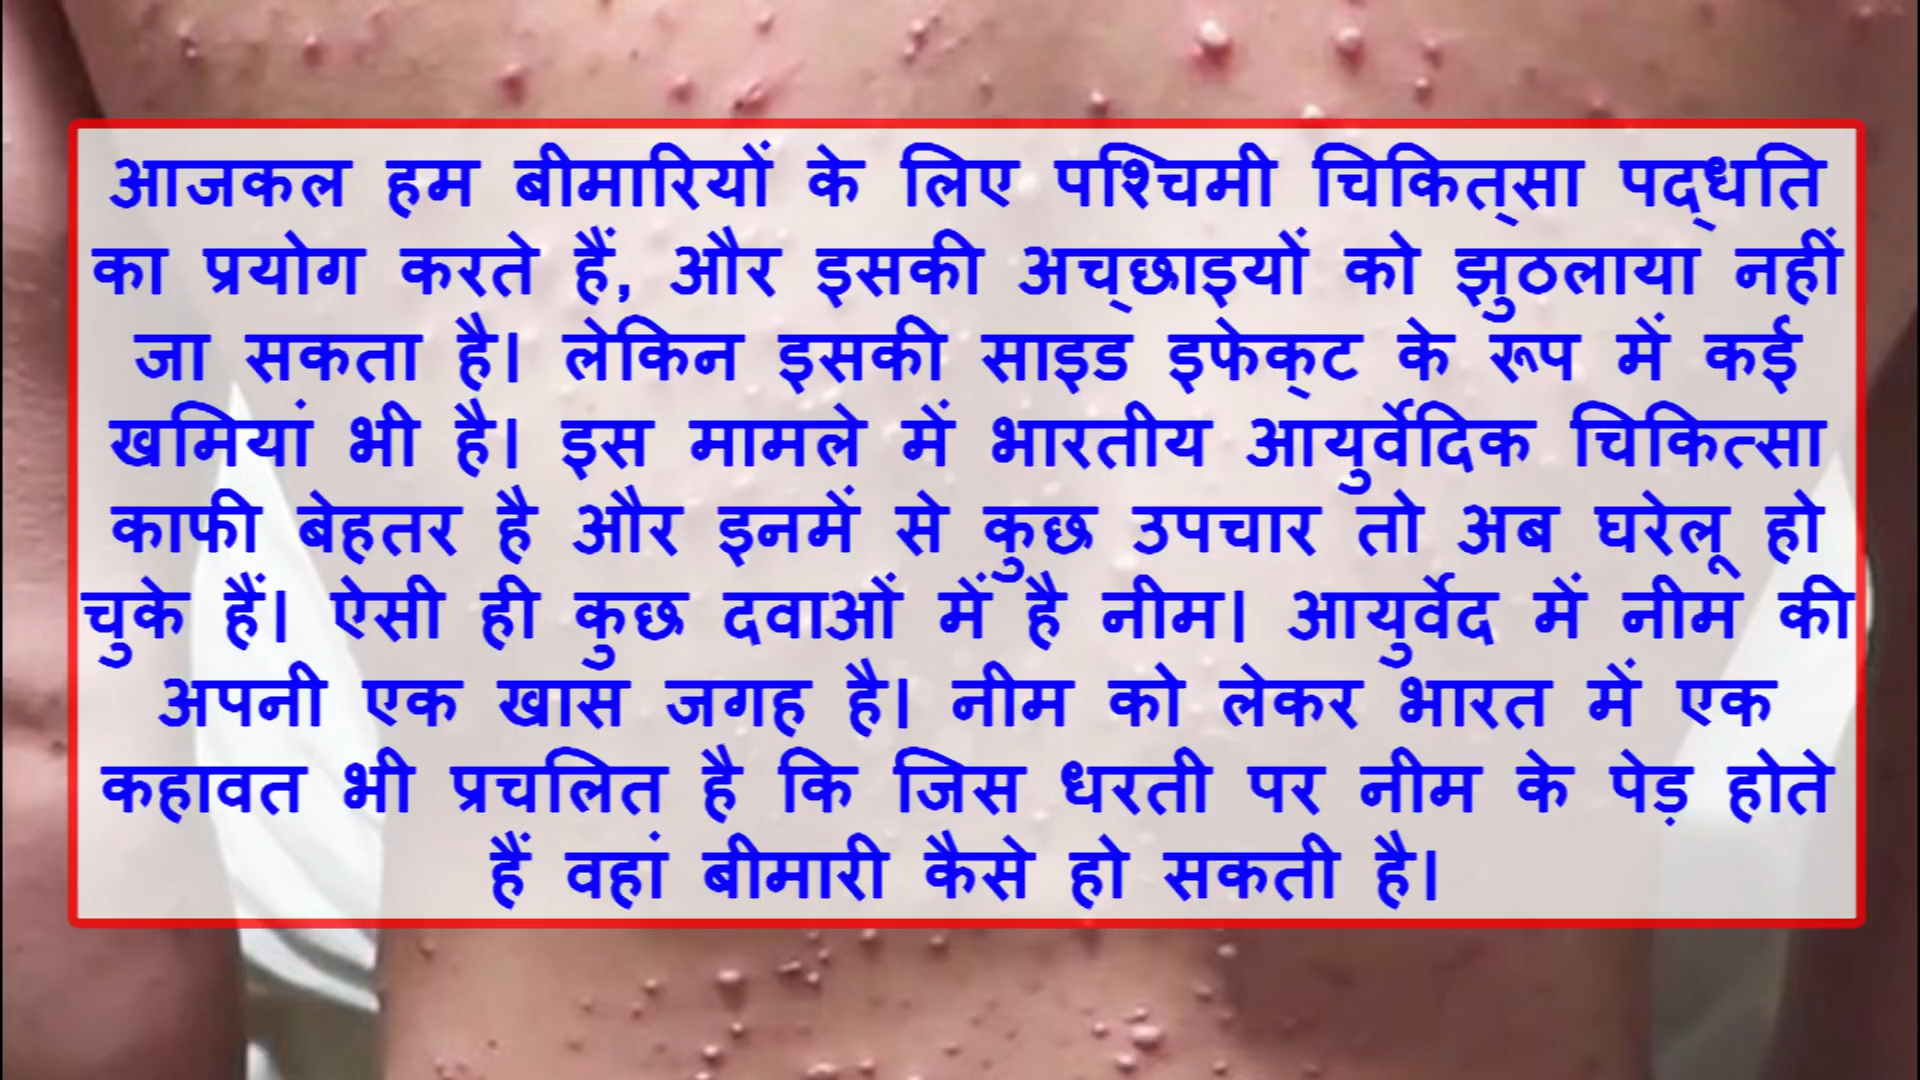 आजकल हम बीमारियों के लिए पश्चिमी चिकित्‌सा पद्‌धति
का प्रयोग करते हैं, और इसकी अच्‌छाइयों को झुठलाया नहीं
जा सकता है। लेकिन इसकी साइड इफेक्‌ट के रूप में कई
खमियां भी है। इस मामले में भारतीय आयुर्वेदिक चिकित्सा
काफी बेहतर है और इनमें से कुछ उपचार तो अब घरेलू हो
चुके हैं। ऐसी ही कुछ दवाओं में है नीम। आयुर्वेद में नीम की
अपनी एक खास जगह है। नीम को लेकर भारत में एक
कहावत भी प्रचलित है कि जिस धरती पर नीम के पेड़ होते
हैं वहां बीमारी कैसे हो सकती है।